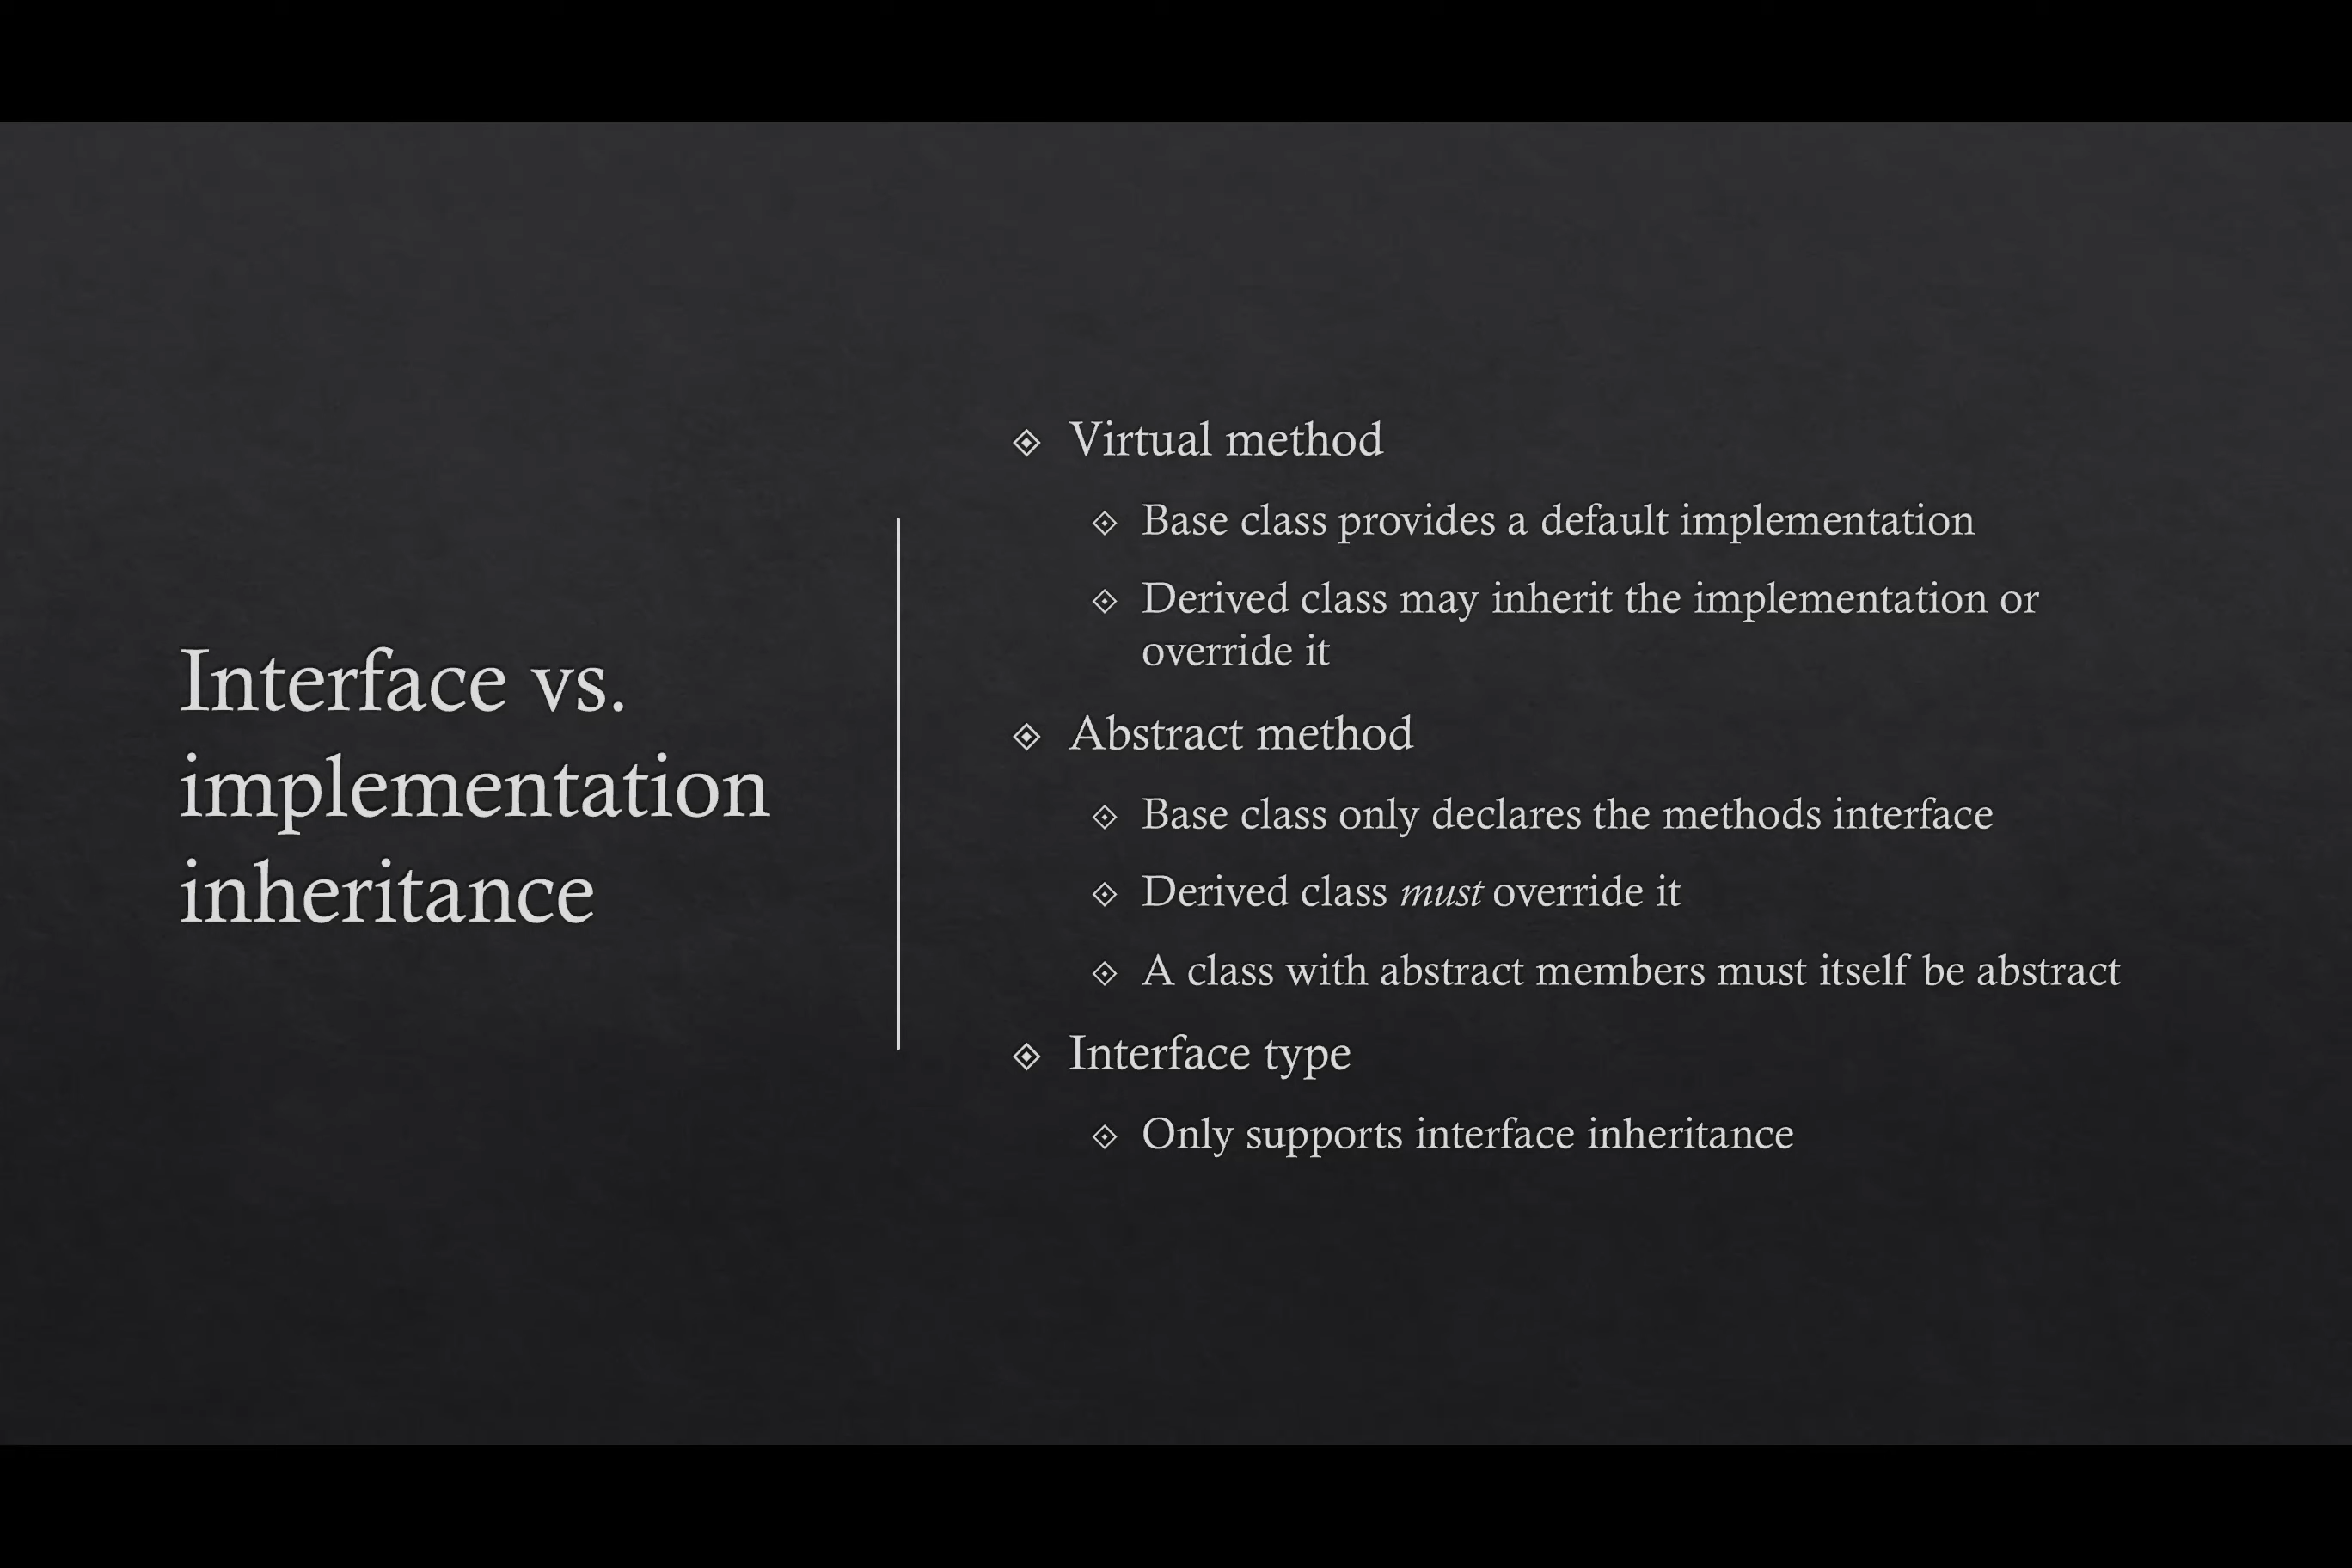 Interface vs.
implementation
inheritance
Virtual method
Base class provides a default implementation
Derived class may inherit the implementation or
override it
Abstract method
Base class only declares the methods interface
Derived class must override it
A class with abstract members must itself be abstract
Interface type
Only supports interface inheritance